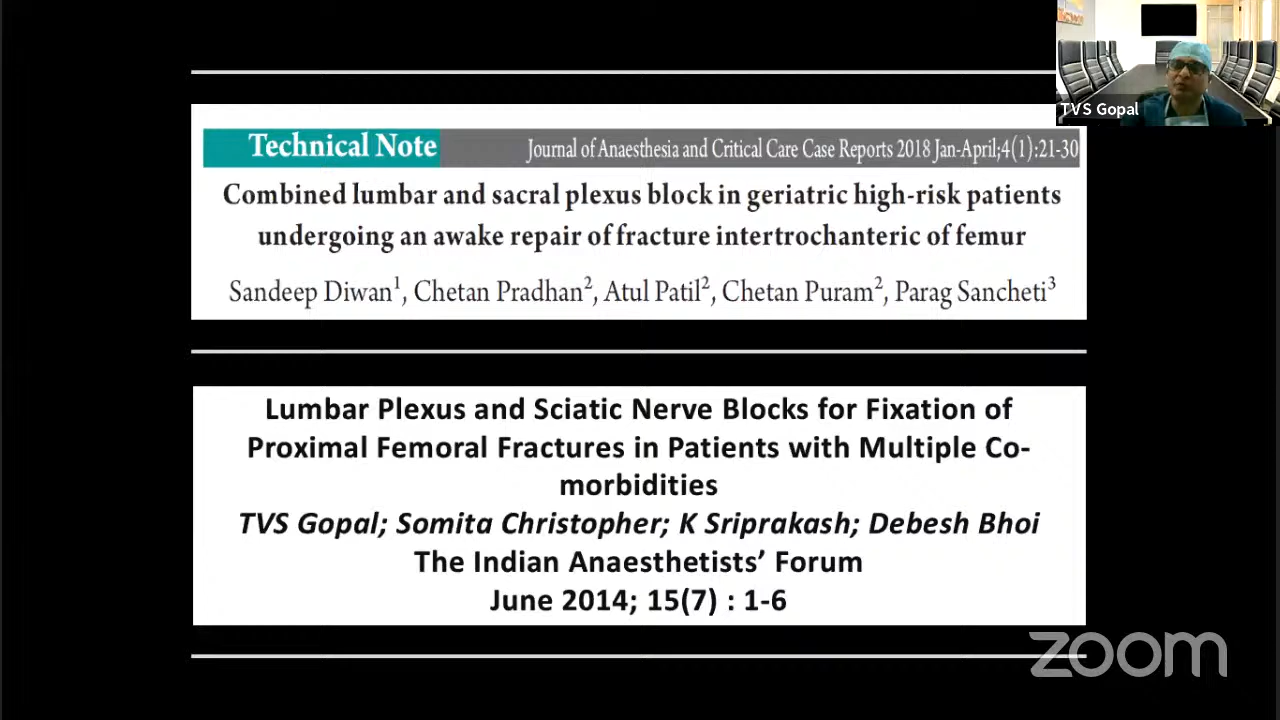 TVS Gopal
Technical Note
Journal of Anaesthesia and Critical Care Case Reports 2018 Jan-April;4(1):21-30
Combined lumbar and sacral plexus block in geriatric high-risk patients
undergoing an awake repair of fracture intertrochanteric of femur
Sandeep Diwan¹, Chetan Pradhan², Atul Patil², Chetan Puram², Parag Sancheti³
Lumbar Plexus and Sciatic Nerve Blocks for Fixation of
Proximal Femoral Fractures in Patients with Multiple Co-
morbidities
TVS Gopal; Somita Christopher; K Sriprakash; Debesh Bhoi
The Indian Anaesthetists’ Forum
June 2014; 15(7) : 1-6
zoom